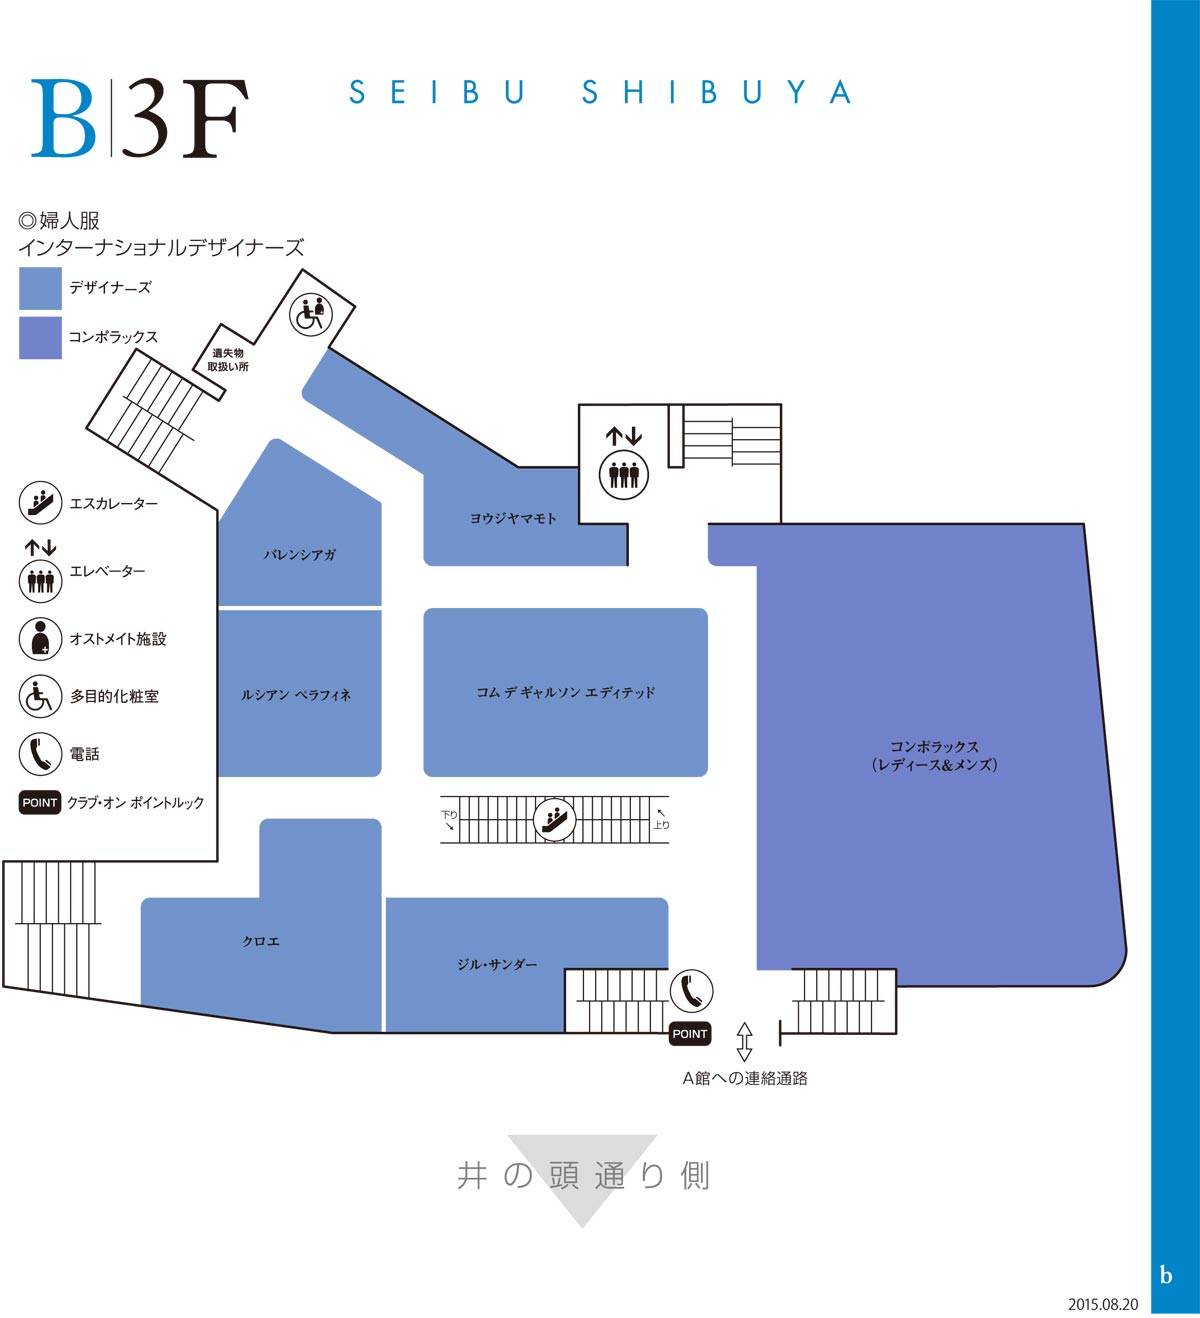 B|3F
SEIBU SHIBUYA
◎婦人服
インターナショナルデザイナーズ
デザイナーズ
コンポラックス
遺失物
取扱い所
エスカレーター
エレベーター
オストメイト施設
多目的化粧室
電話
POINT クラブ・オン ポイントルック
ヨウジヤマモト
バレンシアガ
ルシアン ペラフィネ
コム デ ギャルソン エディテッド
コンポラックス
(レディース&メンズ)
下り
上り
クロエ
ジル・サンダー
POINT
A館への連絡通路
井の頭通り側
b
2015.08.20